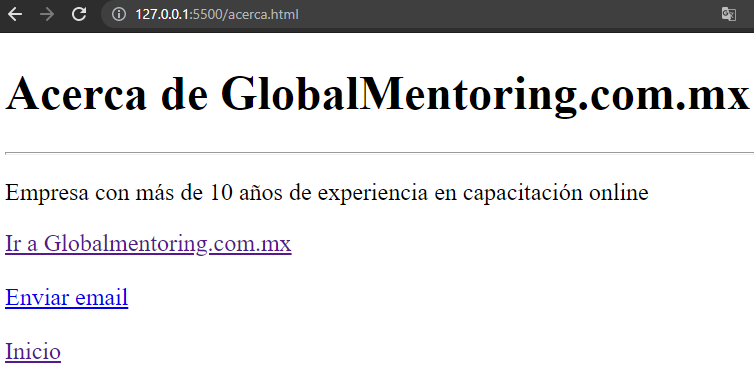 127.0.0.1:5500/acerca.html
Acerca de GlobalMentoring.com.mx
Empresa con más de 10 años de experiencia en capacitación online
Ir a Globalmentoring.com.mx
Enviar email
Inicio